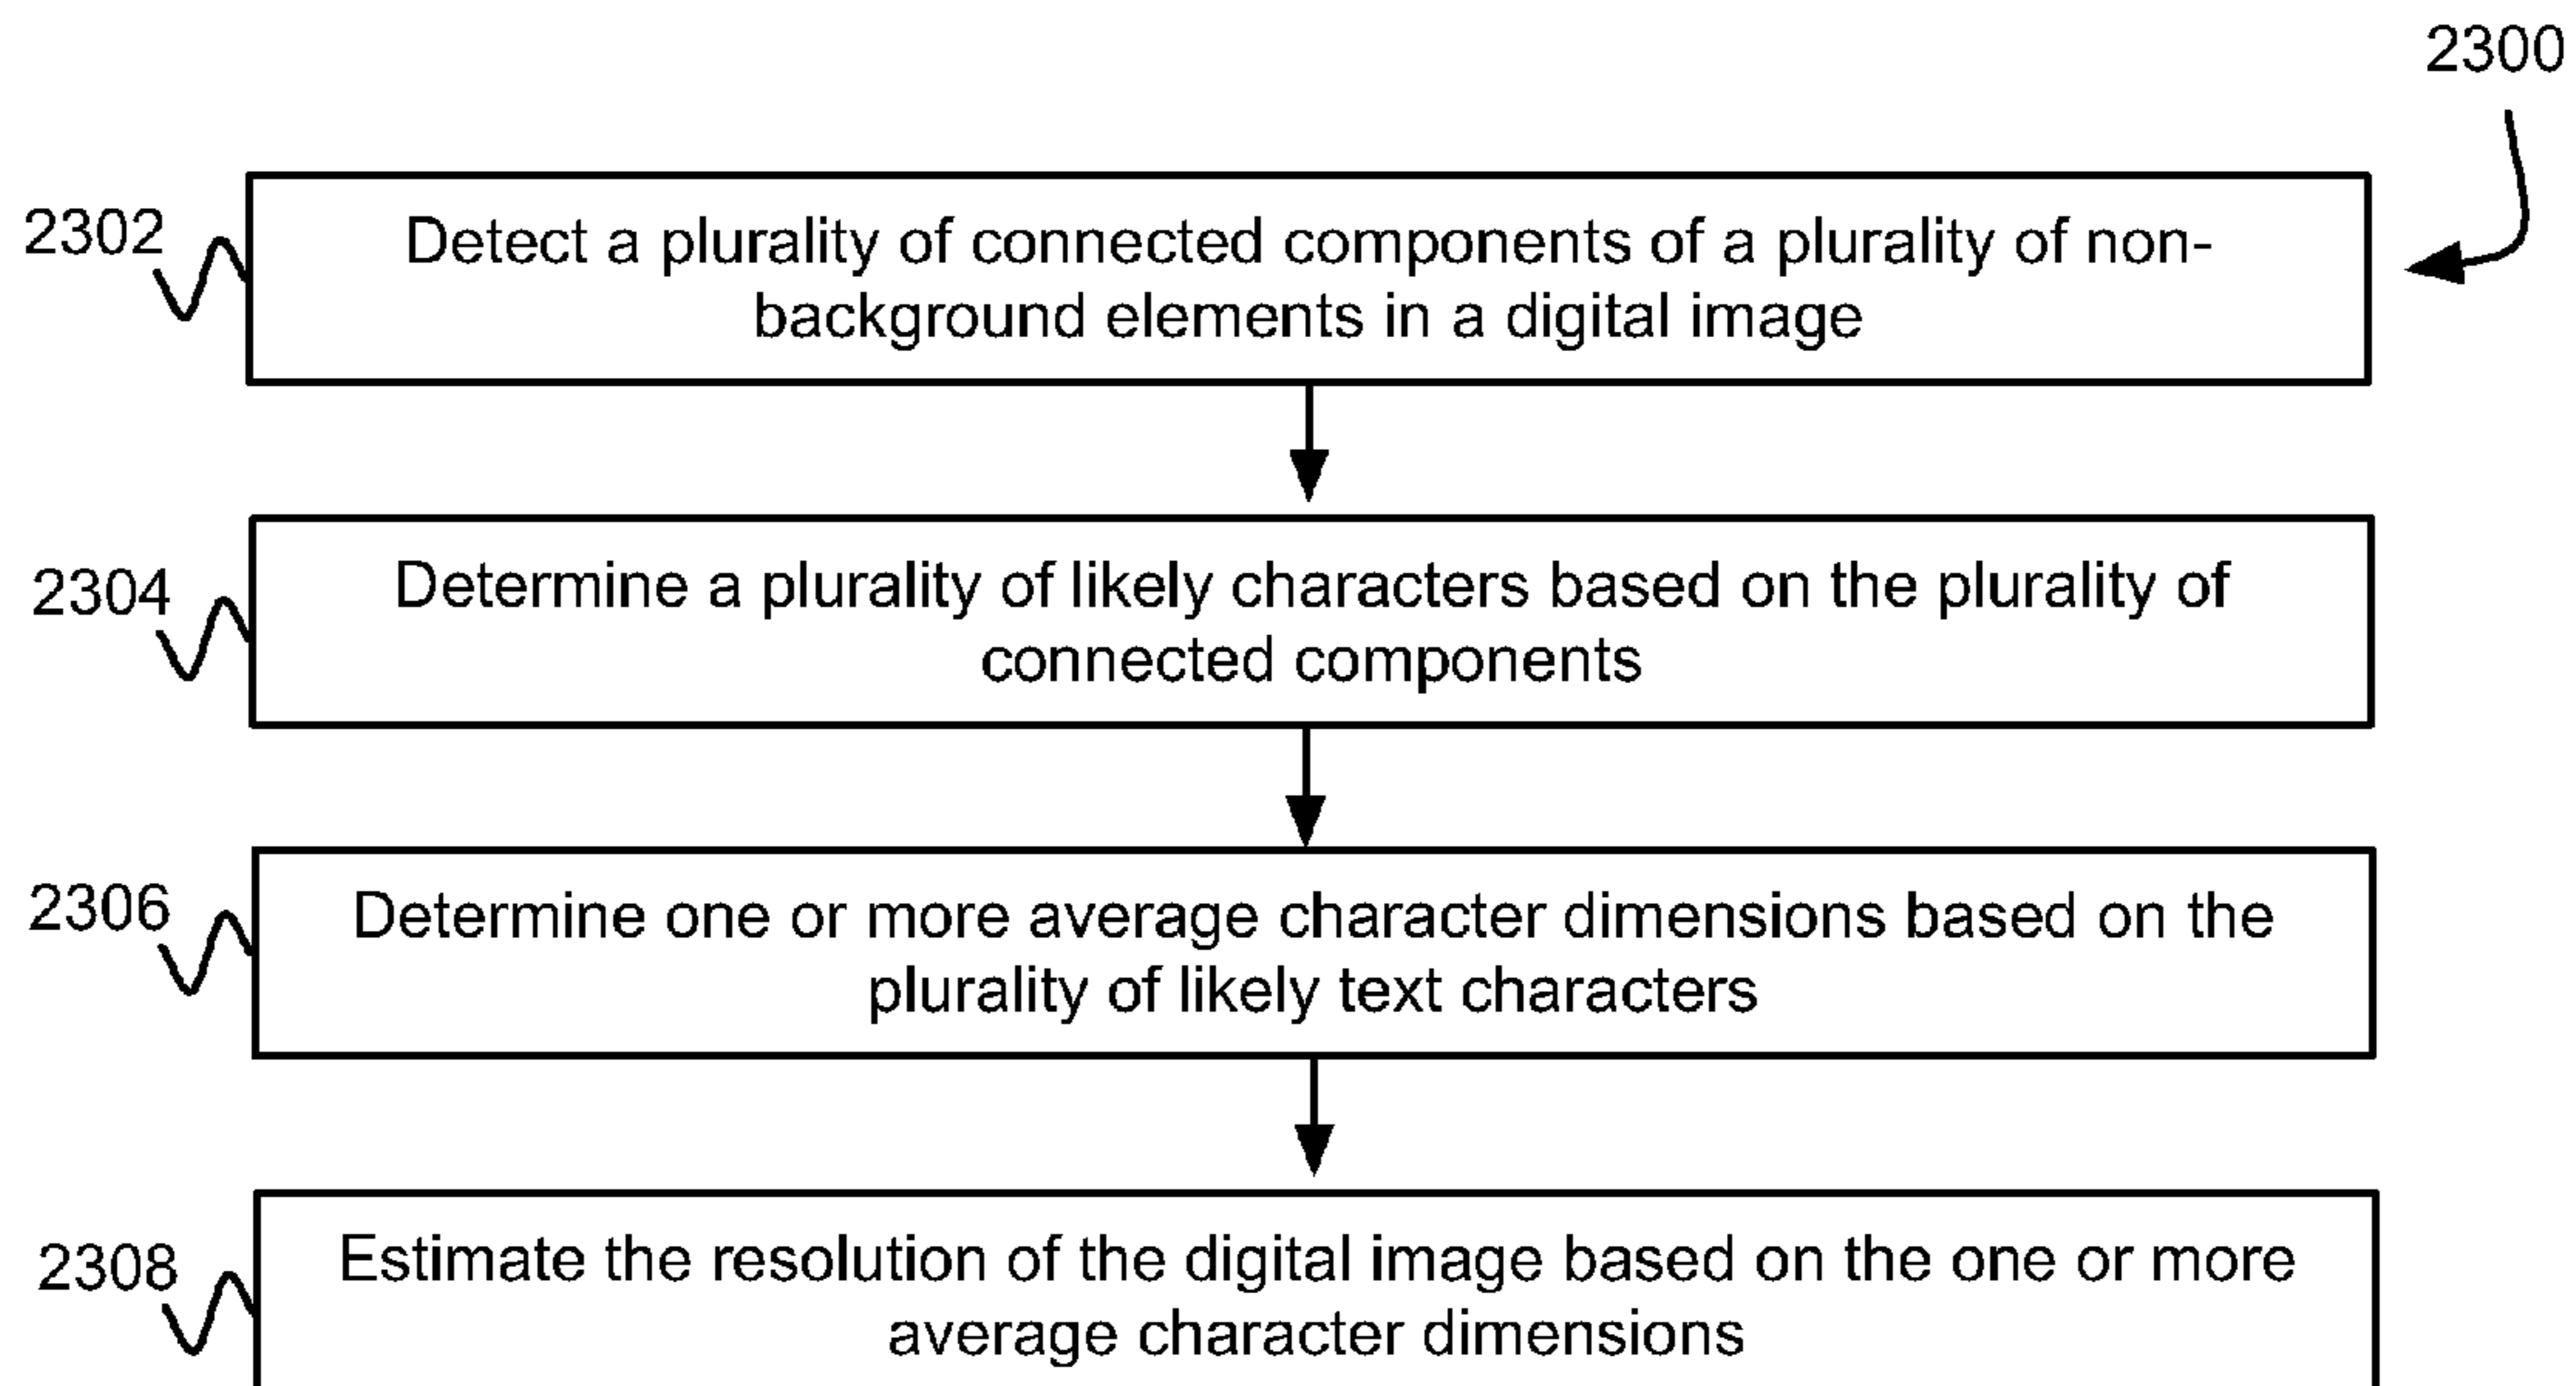 2300
2302
Detect a plurality of connected components of a plurality of non-
background elements in a digital image
2304
Determine a plurality of likely characters based on the plurality of
connected components
2306
Determine one or more average character dimensions based on the
plurality of likely text characters
2308
Estimate the resolution of the digital image based on the one or more
average character dimensions